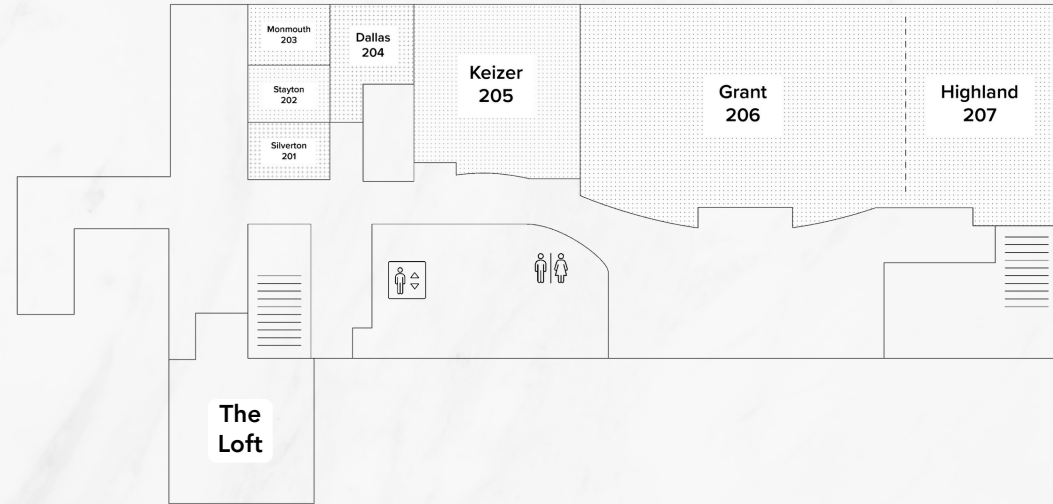 Monmouth
203
Dallas
204
Keizer
205
Stayton
202
Grant
206
Highland
207
Silverton
201
The
Loft